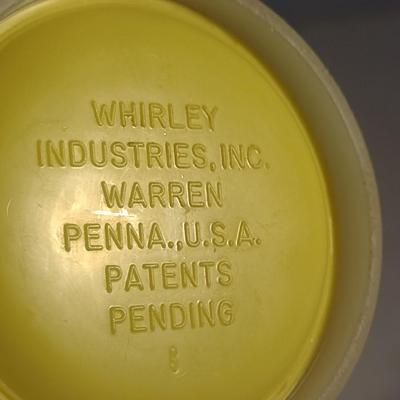 WHIRLEY
INDUSTRIES, INC.
WARREN
PENNA., U.S.A.
PATENTS
PENDING